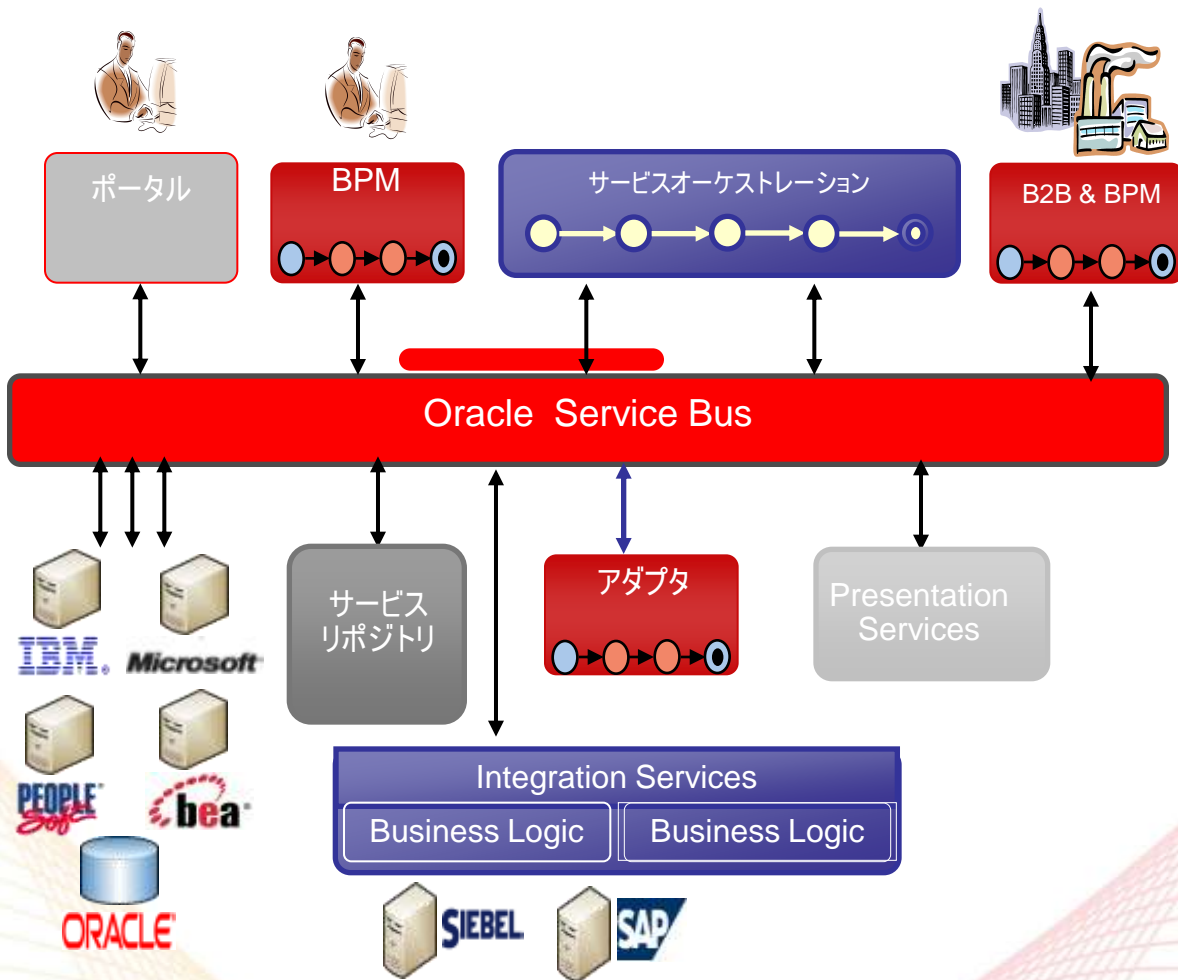 ポータル
BPM
サービスオーケストレーション
B2B & BPM
Oracle Service Bus
サービス
リポジトリ
アダプタ
Presentation
Services
IBM®
Microsoft
PEOPLE
Soft
bea
ORACLE
Integration Services
Business Logic
Business Logic
SIEBEL
SAP